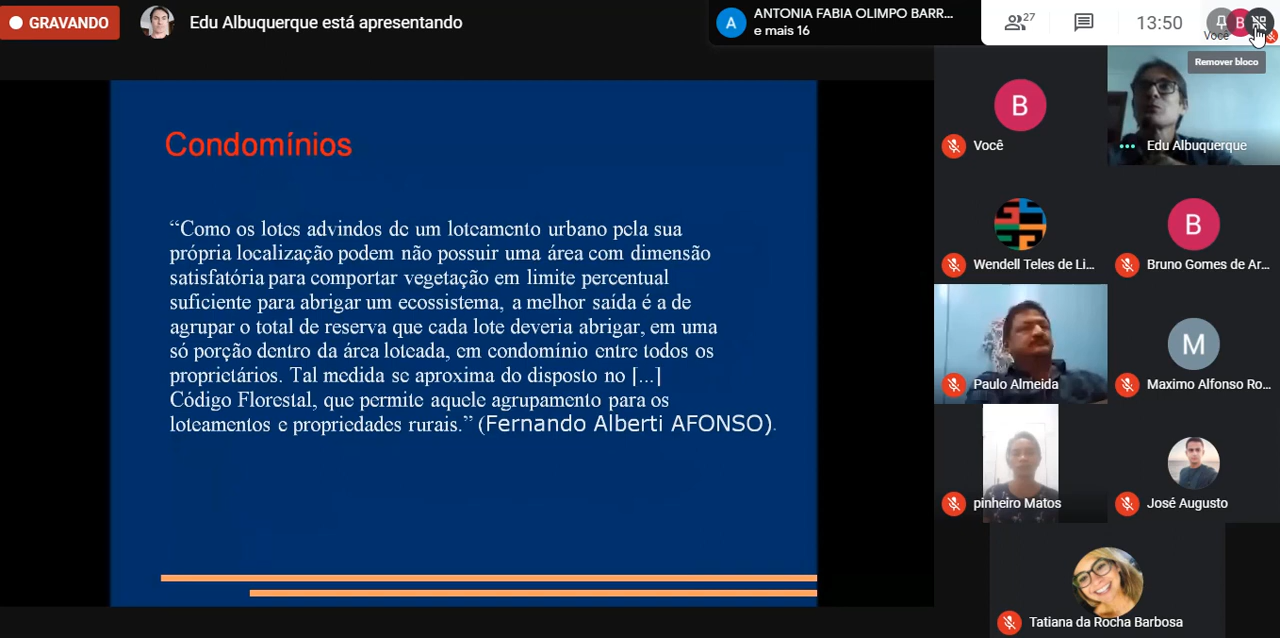 GRAVANDO
Edu Albuquerque está apresentando
A
ANTONIA FABIA OLIMPO BARR...
e mais 16
27
13:50
B
Você
Remover bloco
B
Você
Edu Albuquerque
Wendell Teles de Li...
B
Bruno Gomes de Ar...
Paulo Almeida
M
Maximo Alfonso Ro...
pinheiro Matos
José Augusto
Tatiana da Rocha Barbosa
Condomínios
“Como os lotes advindos de um loteamento urbano pela sua
própria localização podem não possuir uma área com dimensão
satisfatória para comportar vegetação em limite percentual
suficiente para abrigar um ecossistema, a melhor saída é a de
agrupar o total de reserva que cada lote deveria abrigar, em uma
só porção dentro da área loteada, em condomínio entre todos os
proprietários. Tal medida se aproxima do disposto no [...]
Código Florestal, que permite aquele agrupamento para os
loteamentos e propriedades rurais.” (Fernando Alberti AFONSO).